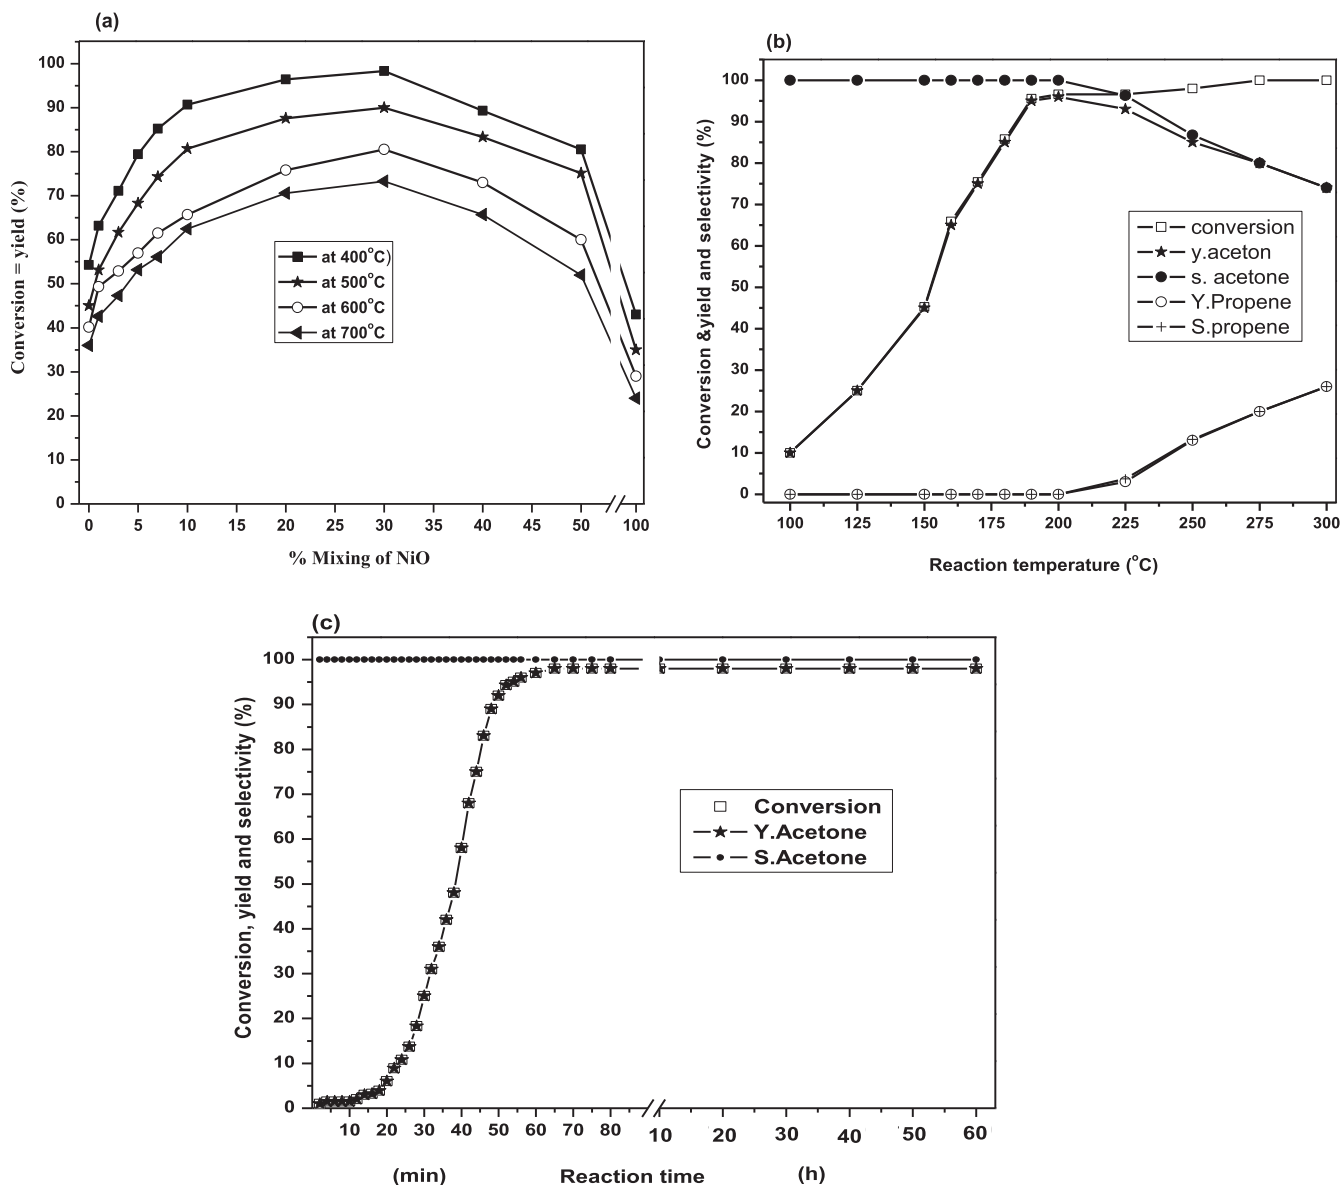 (a)
Conversion = yield (%)
100
90
80
70
60
50
40
30
20
10
0
at 400°C)
at 500°C
at 600°C
at 700°C
0 5 10 15 20 25 30 35 40 45 50 100
% Mixing of NiO
(b)
Conversion &yield and selectivity (%)
100
90
80
70
60
50
40
30
20
10
0
conversion
y.aceton
s. acetone
Y.Propene
S.propene
100 125 150 175 200 225 250 275 300
Reaction temperature (°C)
(c)
Conversion, yield and selectivity (%)
100
90
80
70
60
50
40
30
20
10
0
Conversion
Y.Acetone
S.Acetone
10 20 30 40 50 60 70 80 10 20 30 40 50 60
(min) Reaction time (h)